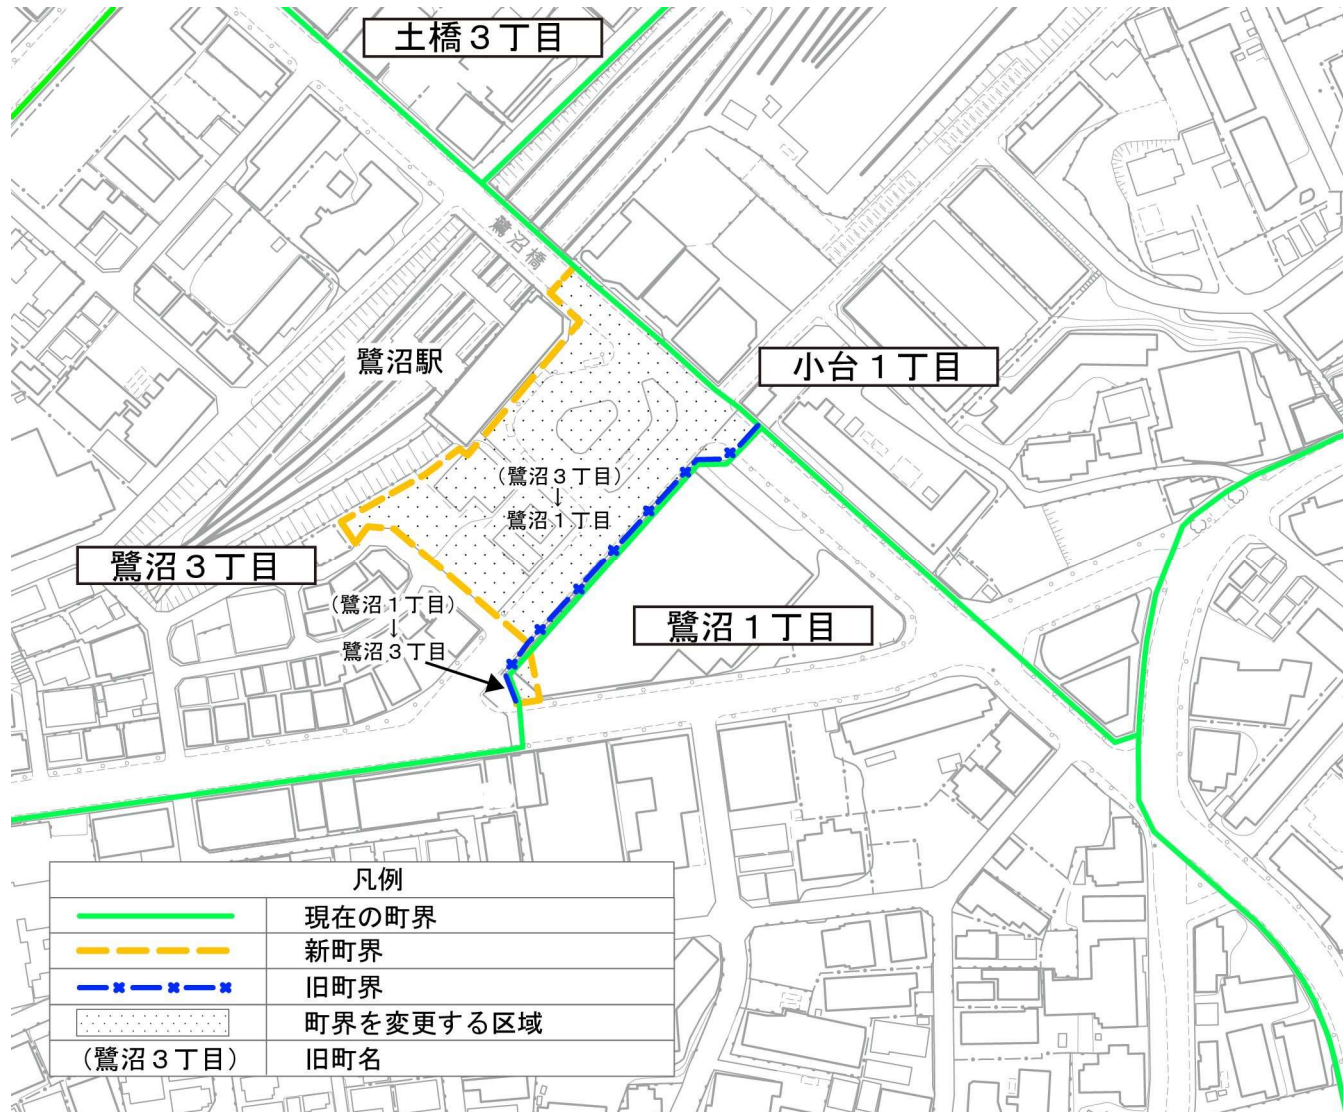 土橋３丁目
鷺沼橋
鷺沼駅
小台１丁目
(鷺沼３丁目)
↓
鷺沼１丁目
鷺沼３丁目
(鷺沼１丁目)
↓
鷺沼３丁目
鷺沼１丁目
凡例
現在の町界
新町界
旧町界
町界を変更する区域
(鷺沼３丁目) 旧町名